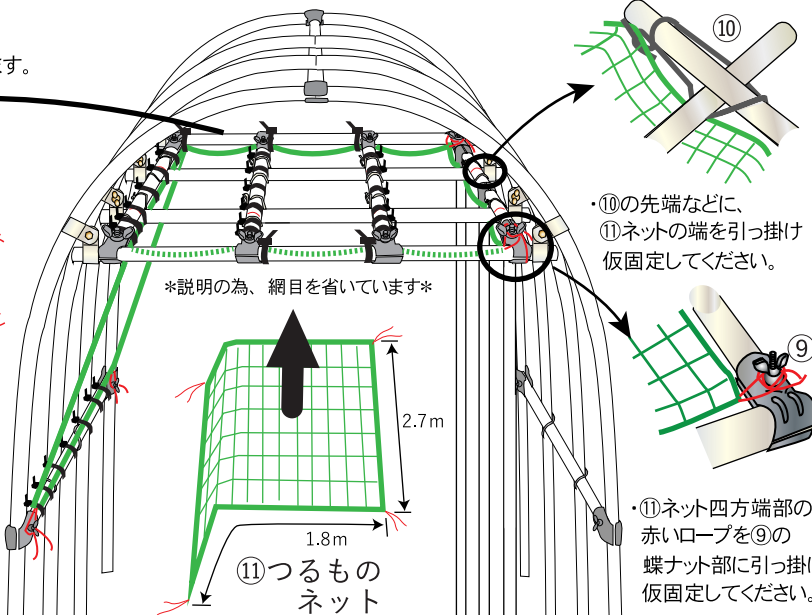 す。
⑩
・⑩の先端などに、
⑪ネットの端を引っ掛け
仮固定してください。
*説明の為、網目を省いています*
⑨
2.7m
1.8m
⑪つるもの
ネット
・⑪ネット四方端部の
赤いロープを⑨の
蝶ナット部に引っ掛け
仮固定してください。